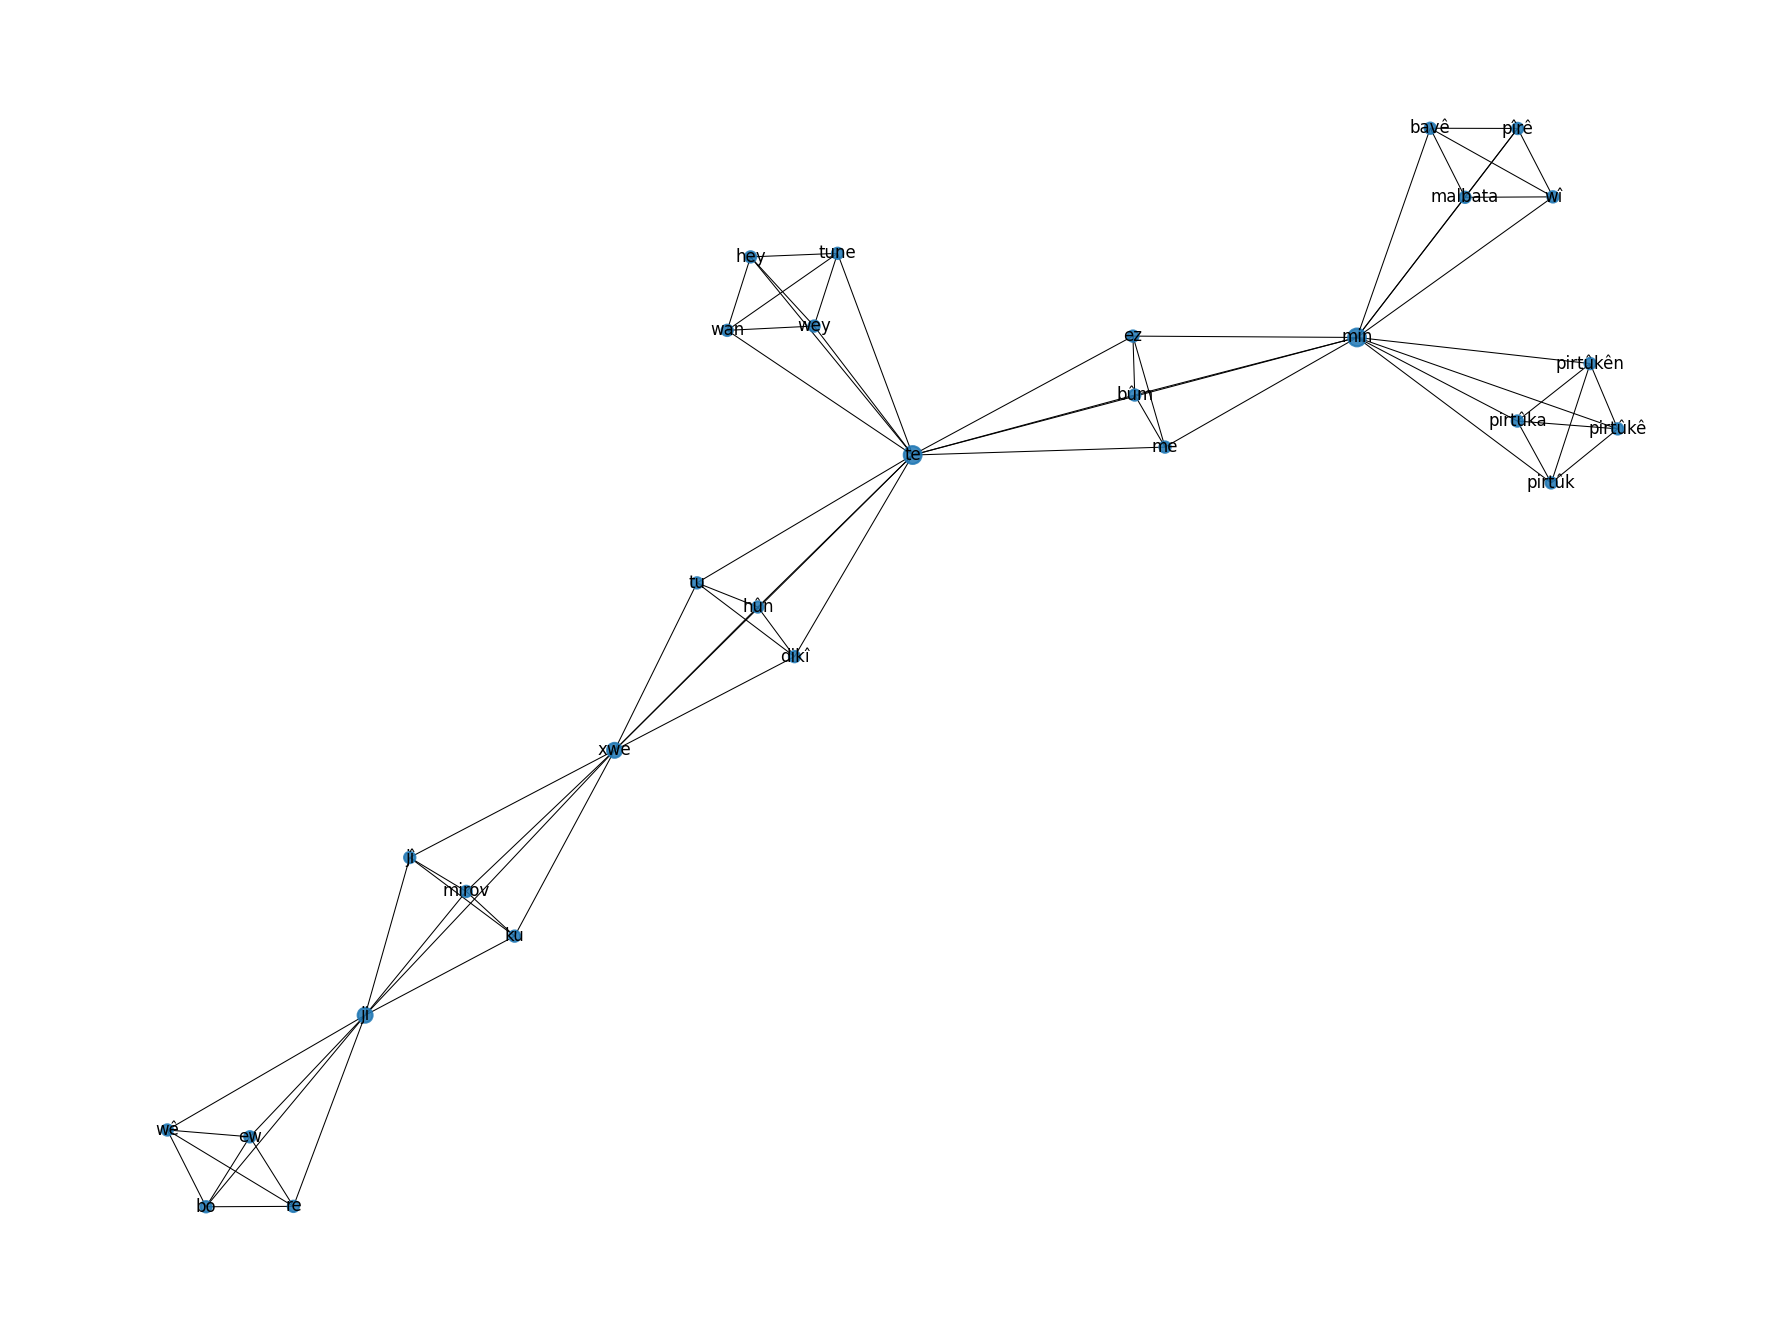 bavê
pîrê
malbata
wî
hey
tune
wan
wey
ez
min
pirtûkên
bûm
pirtûka
pirtûkê
me
te
pirtûk
tu
hûn
dikî
xwe
jî
mirov
ku
ji
wê
ew
bo
re